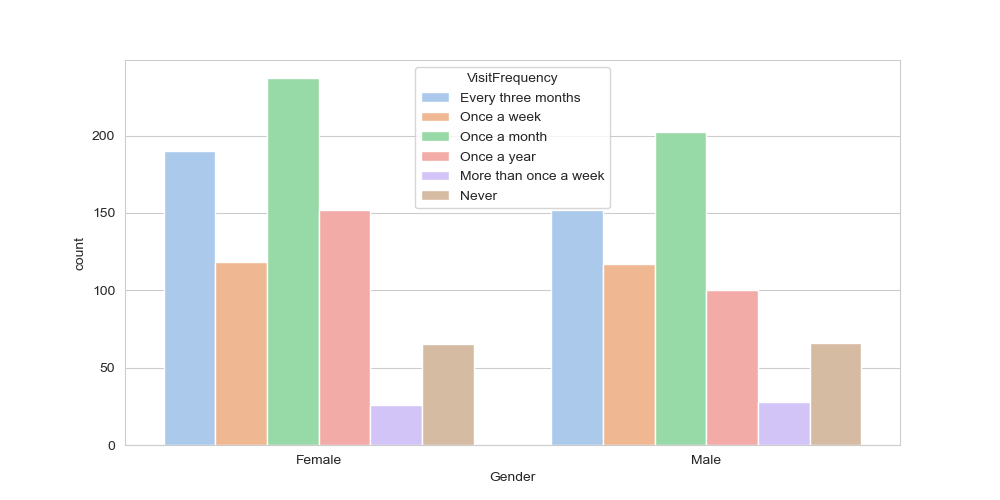 VisitFrequency
Every three months
Once a week
Once a month
Once a year
More than once a week
Never
200
150
100
50
0
count
Female
Male
Gender